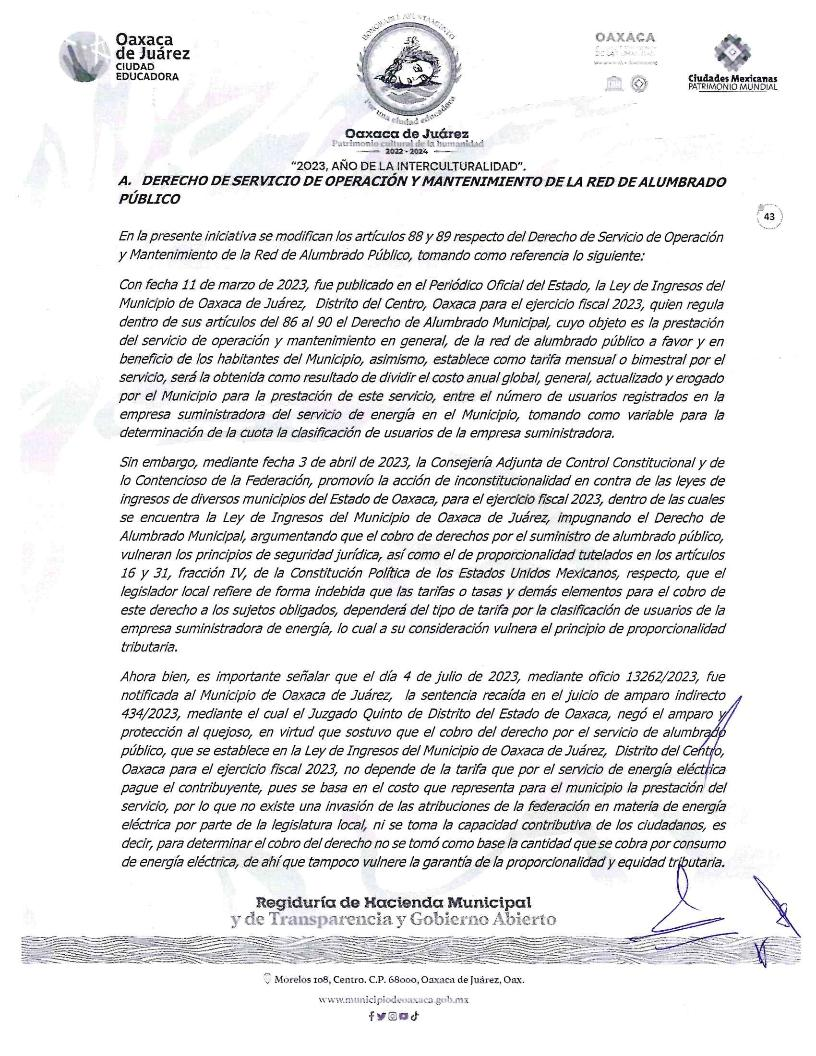 Oaxaca
de Juárez
CIUDAD
EDUCADORA
HONORABLE AYUNTAMIENTO
Por una ciudad educadora
Oaxaca de Juárez
Patrimonio cultural de la humanidad
2022 - 2024
OAXACA
Ciudades Mexicanas
PATRIMONIO MUNDIAL
"2023, AÑO DE LA INTERCULTURALIDAD".
A. DERECHO DE SERVICIO DE OPERACIÓN Y MANTENIMIENTO DE LA RED DE ALUMBRADO
PÚBLICO
43
En la presente iniciativa se modifican los artículos 88 y 89 respecto del Derecho de Servicio de Operación
y Mantenimiento de la Red de Alumbrado Público, tomando como referencia lo siguiente:
Con fecha 11 de marzo de 2023, fue publicado en el Periódico Oficial del Estado, la Ley de Ingresos del
Municipio de Oaxaca de Juárez, Distrito del Centro, Oaxaca para el ejercicio fiscal 2023, quien regula
dentro de sus artículos del 86 al 90 el Derecho de Alumbrado Municipal, cuyo objeto es la prestación
del servicio de operación y mantenimiento en general, de la red de alumbrado público a favor y en
beneficio de los habitantes del Municipio, asimismo, establece como tarifa mensual o bimestral por el
servicio, será la obtenida como resultado de dividir el costo anual global, general, actualizado y erogado
por el Municipio para la prestación de este servicio, entre el número de usuarios registrados en la
empresa suministradora del servicio de energía en el Municipio, tomando como variable para la
determinación de la cuota la clasificación de usuarios de la empresa suministradora.
Sin embargo, mediante fecha 3 de abril de 2023, la Consejería Adjunta de Control Constitucional y de
lo Contencioso de la Federación, promovío la acción de inconstitucionalidad en contra de las leyes de
ingresos de diversos municipios del Estado de Oaxaca, para el ejercicio fiscal 2023, dentro de las cuales
se encuentra la Ley de Ingresos del Municipio de Oaxaca de Juárez, impugnando el Derecho de
Alumbrado Municipal, argumentando que el cobro de derechos por el suministro de alumbrado público,
vulneran los principios de seguridad jurídica, así como el de proporcionalidad tutelados en los artículos
16 y 31, fracción IV, de la Constitución Política de los Estados Unidos Mexicanos, respecto, que el
legislador local refiere de forma indebida que las tarifas o tasas y demás elementos para el cobro de
este derecho a los sujetos obligados, dependerá del tipo de tarifa por la clasificación de usuarios de la
empresa suministradora de energía, lo cual a su consideración vulnera el principio de proporcionalidad
tributaria.
Ahora bien, es importante señalar que el día 4 de julio de 2023, mediante oficio 13262/2023, fue
notificada al Municipio de Oaxaca de Juárez, la sentencia recaída en el juicio de amparo indirecto
434/2023, mediante el cual el Juzgado Quinto de Distrito del Estado de Oaxaca, negó el amparo y
protección al quejoso, en virtud que sostuvo que el cobro del derecho por el servicio de alumbrado
público, que se establece en la Ley de Ingresos del Municipio de Oaxaca de Juárez, Distrito del Centro,
Oaxaca para el ejercicio fiscal 2023, no depende de la tarifa que por el servicio de energía eléctrica
pague el contribuyente, pues se basa en el costo que representa para el municipio la prestación del
servicio, por lo que no existe una invasión de las atribuciones de la federación en materia de energía
eléctrica por parte de la legislatura local, ni se toma la capacidad contributiva de los ciudadanos, es
decir, para determinar el cobro del derecho no se tomó como base la cantidad que se cobra por consumo
de energía eléctrica, de ahí que tampoco vulnere la garantía de la proporcionalidad y equidad tributaria.
Regiduría de Hacienda Municipal
y de Transparencia y Gobierno Abierto
Morelos 108, Centro. C.P. 68000, Oaxaca de Juárez, Oax.
www.municipiodeoaxaca.gob.mx